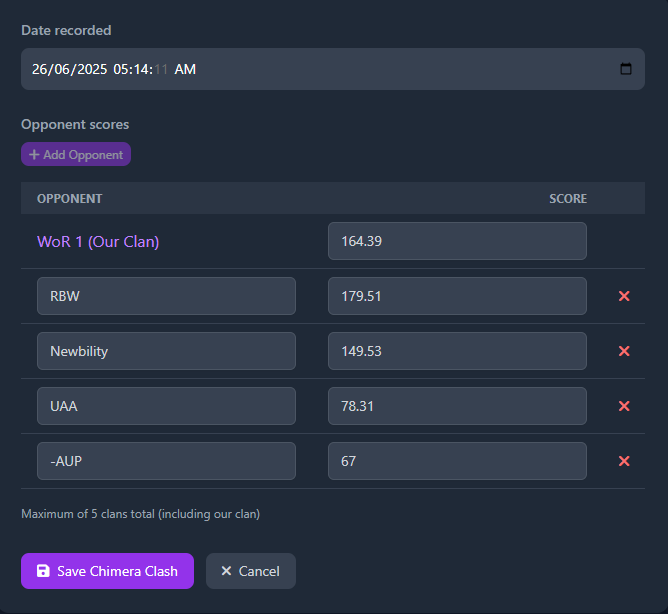 Date recorded
26/06/2025 05:14:11 AM
Opponent scores
+ Add Opponent
OPPONENT SCORE
WoR 1 (Our Clan) 164.39
RBW 179.51
Newbility 149.53
UAA 78.31
-AUP 67
Maximum of 5 clans total (including our clan)
Save Chimera Clash Cancel